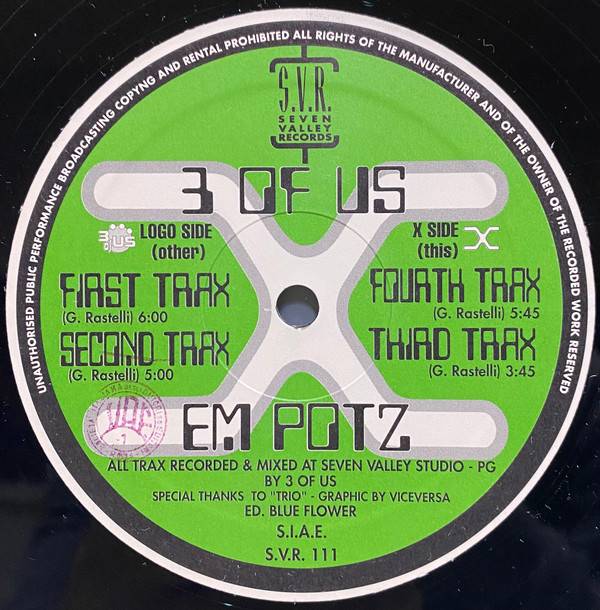 UNAUTHORISED PUBLIC PERFORMANCE BROADCASTING COPYNG AND RENTAL PROHIBITED ALL RIGHTS OF THE MANUFACTURER AND OF THE OWNER OF THE RECORDED WORK RESERVED
S.V.R.
SEVEN
VALLEY
RECORDS
3 OF US
LOGO SIDE
(other)
X SIDE
(this)
3 OF US
FIRST TRAX
(G. Rastelli) 6:00
SECOND TRAX
(G. Rastelli) 5:00
FOURTH TRAX
(G. Rastelli) 5:45
THIRD TRAX
(G. Rastelli) 3:45
EM POTZ
ALL TRAX RECORDED & MIXED AT SEVEN VALLEY STUDIO - PG
BY 3 OF US
SPECIAL THANKS TO "TRIO" - GRAPHIC BY VICEVERSA
ED. BLUE FLOWER
S.I.A.E.
S.V.R. 111